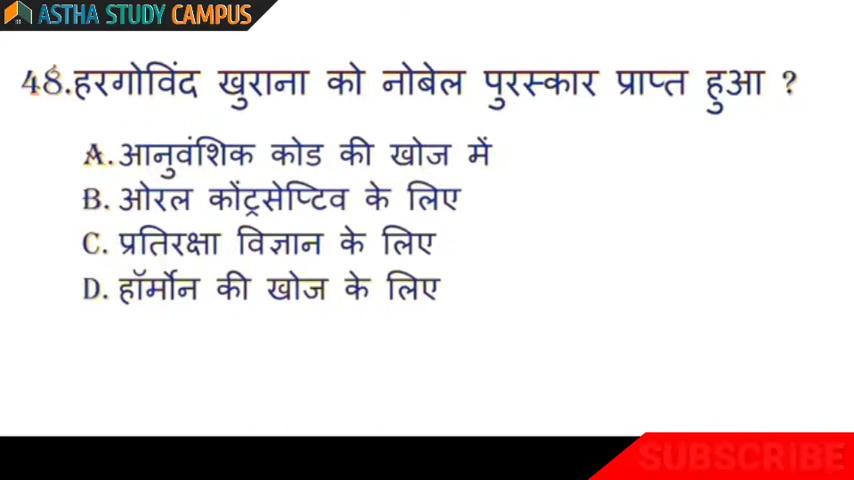 ASTHA STUDY CAMPUS
48.हरगोविंद खुराना को नोबेल पुरस्कार प्राप्त हुआ ?
A.आनुवंशिक कोड की खोज में
B. ओरल कोंट्रसेप्टिव के लिए
C. प्रतिरक्षा विज्ञान के लिए
D. हॉर्मोन की खोज के लिए
SUBSCRIBE